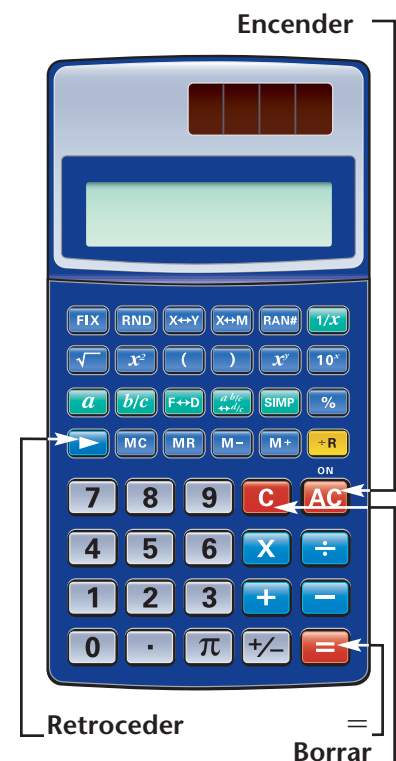 Encender
FIX RND X↔Y X↔M RAN# 1/x
√ x² ( ) xʸ 10ˣ
a b/c F↔D a b/c ↔ d/c SIMP %
► MC MR M− M+ ÷R
ON
7 8 9 C AC
4 5 6 X ÷
1 2 3 + −
0 . π +/− =
Retroceder =
Borrar